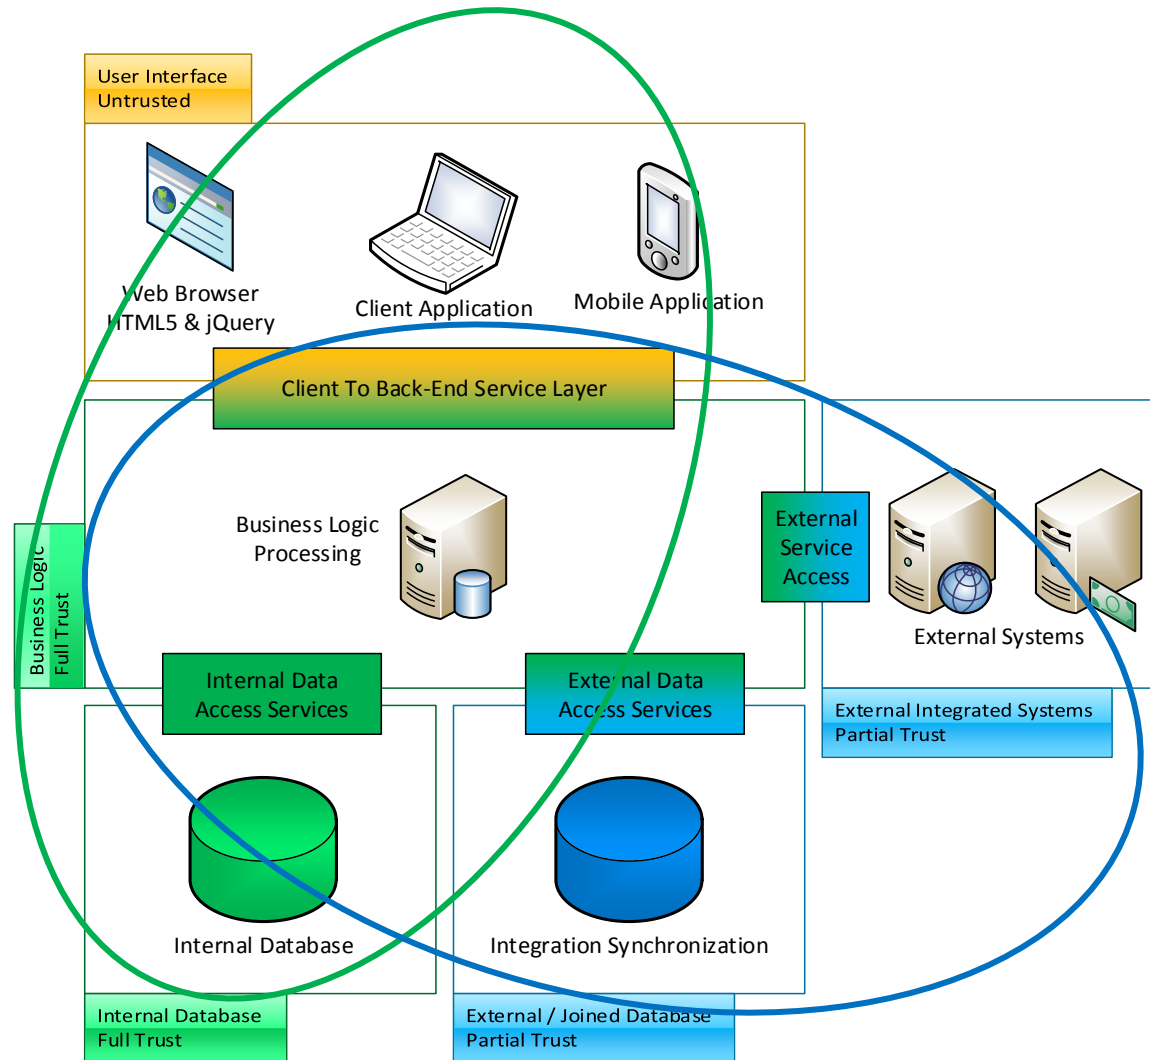 User Interface
Untrusted
Web Browser
HTML5 & jQuery
Client Application
Mobile Application
Client To Back-End Service Layer
Business Logic
Full Trust
Business Logic
Processing
External
Service
Access
External Systems
Internal Data
Access Services
External Data
Access Services
External Integrated Systems
Partial Trust
Internal Database
Integration Synchronization
Internal Database
Full Trust
External / Joined Database
Partial Trust